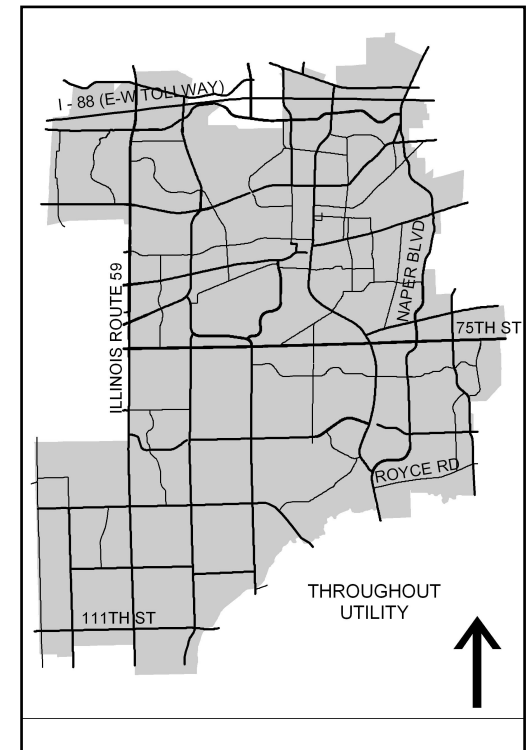 I - 88 (E-W TOLLWAY)
ILLINOIS ROUTE 59
NAPER BLVD
75TH ST
ROYCE RD
THROUGHOUT
UTILITY
111TH ST